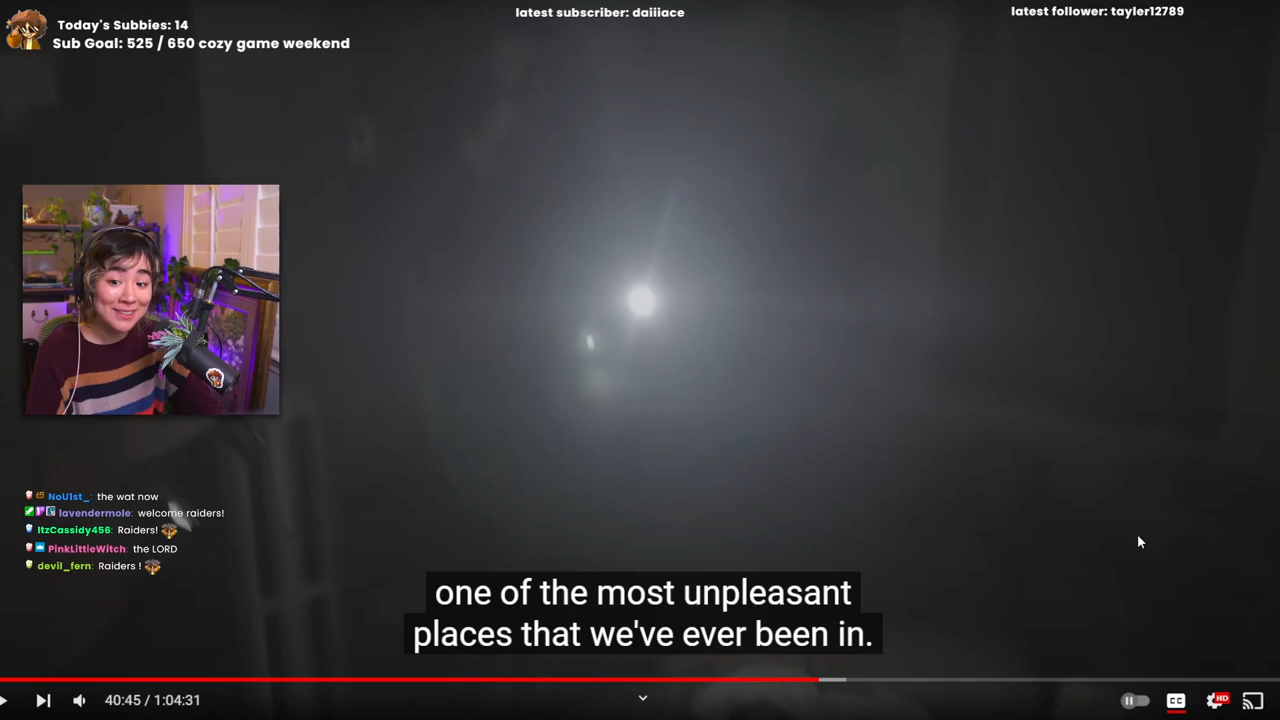 Today's Subbies: 14
Sub Goal: 525 / 650 cozy game weekend
latest subscriber: daiiiace
latest follower: tayler12789
NoU1st_: the wat now
lavendermole: welcome raiders!
ItzCassidy456: Raiders!
PinkLittleWitch: the LORD
devil_fern: Raiders !
one of the most unpleasant
places that we've ever been in.
40:45 / 1:04:31
CC
HD